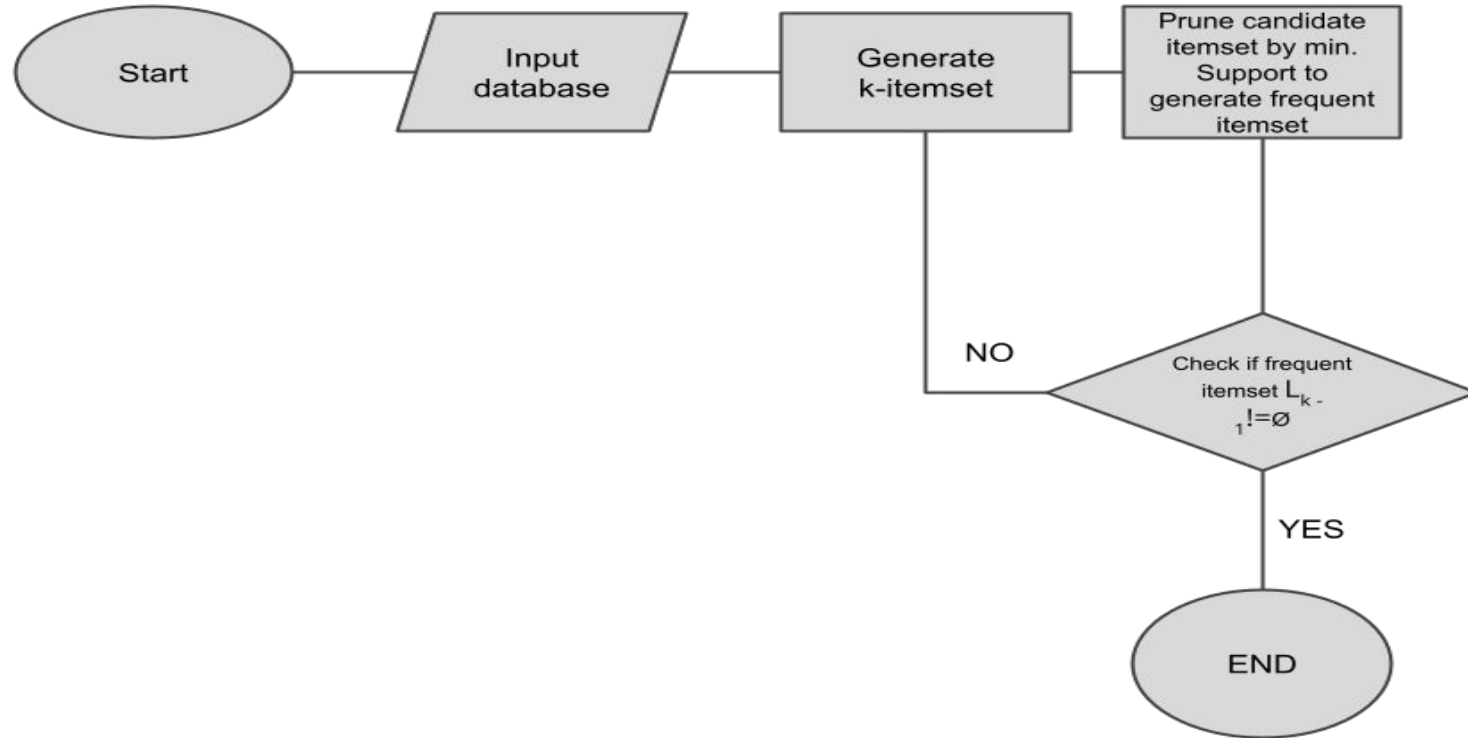 Start
Input
database
Generate
k-itemset
Prune candidate
itemset by min.
Support to
generate frequent
itemset
NO
Check if frequent
itemset Lₖ ₋
₁!=ø
YES
END